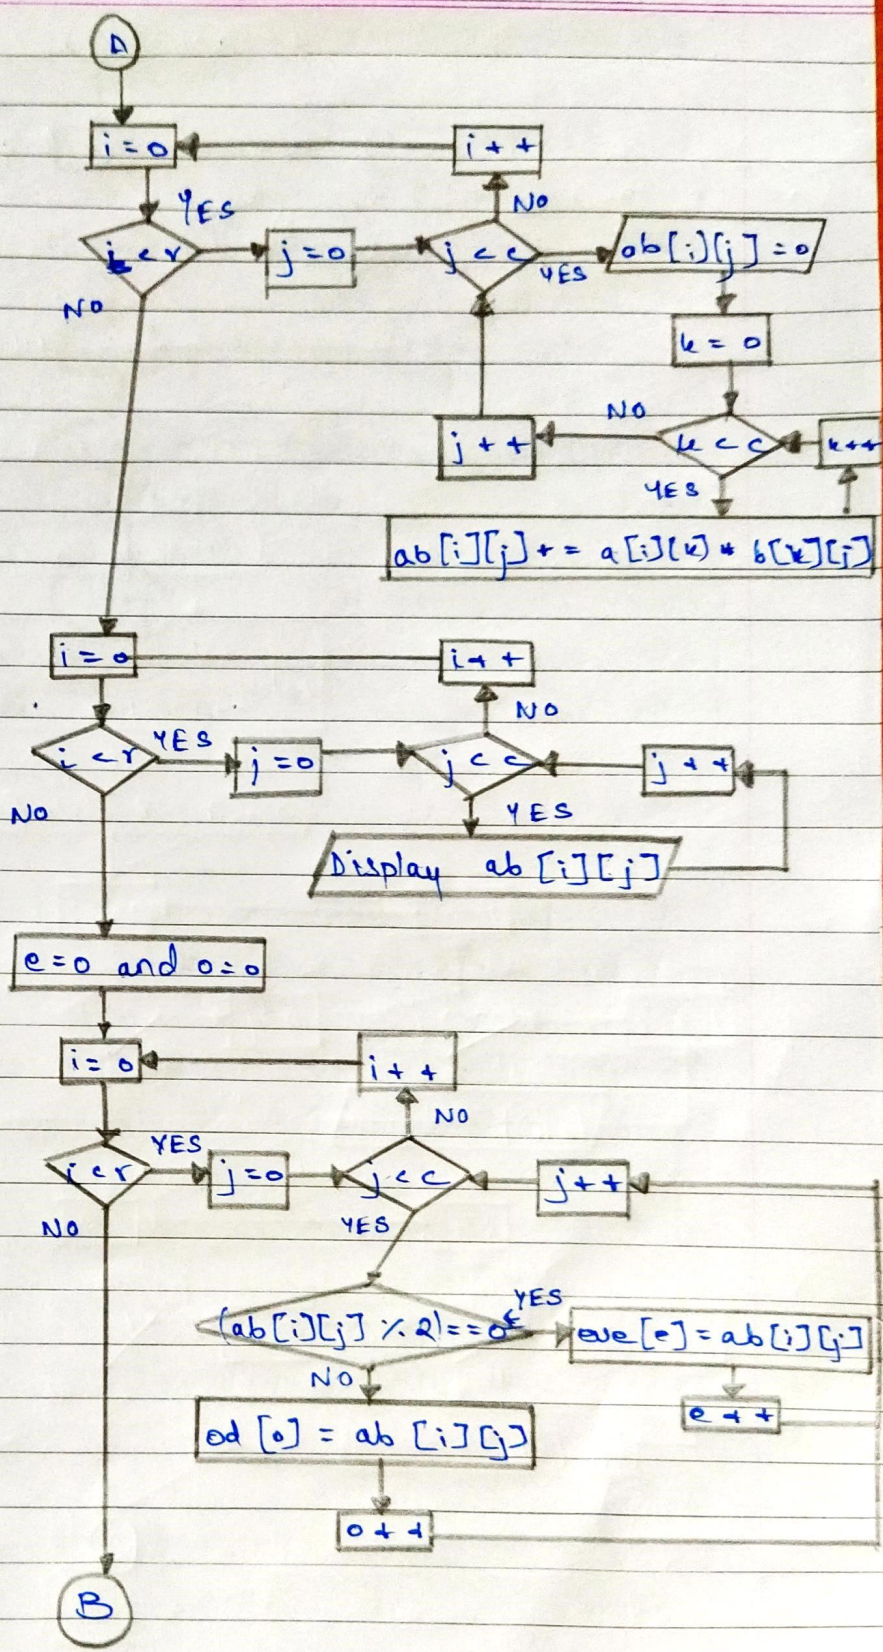 A
i = 0
i + +
YES
NO
i < r
j = 0
j < c
YES
ab[i][j] = 0
NO
k = 0
NO
j + +
k < c
k++
YES
ab[i][j] + = a[i][k] * b[k][j]
i = 0
i + +
NO
YES
i < r
j = 0
j < c
j + +
NO
YES
Display ab [i][j]
e = 0 and o = 0
i = 0
i + +
NO
YES
i < r
j = 0
j < c
j + +
NO
YES
YES
(ab[i][j] % 2) == 0
eve[e] = ab[i][j]
NO
e + +
od [o] = ab [i][j]
o + +
B